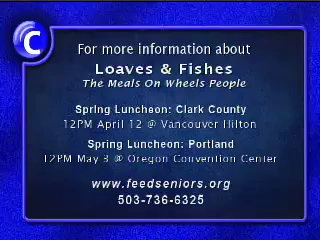 C
For more information about
Loaves & Fishes
The Meals On Wheels People
Spring Luncheon: Clark County
12PM April 12 @ Vancouver Hilton
Spring Luncheon: Portland
12PM May 3 @ Oregon Convention Center
www.feedseniors.org
503-736-6325